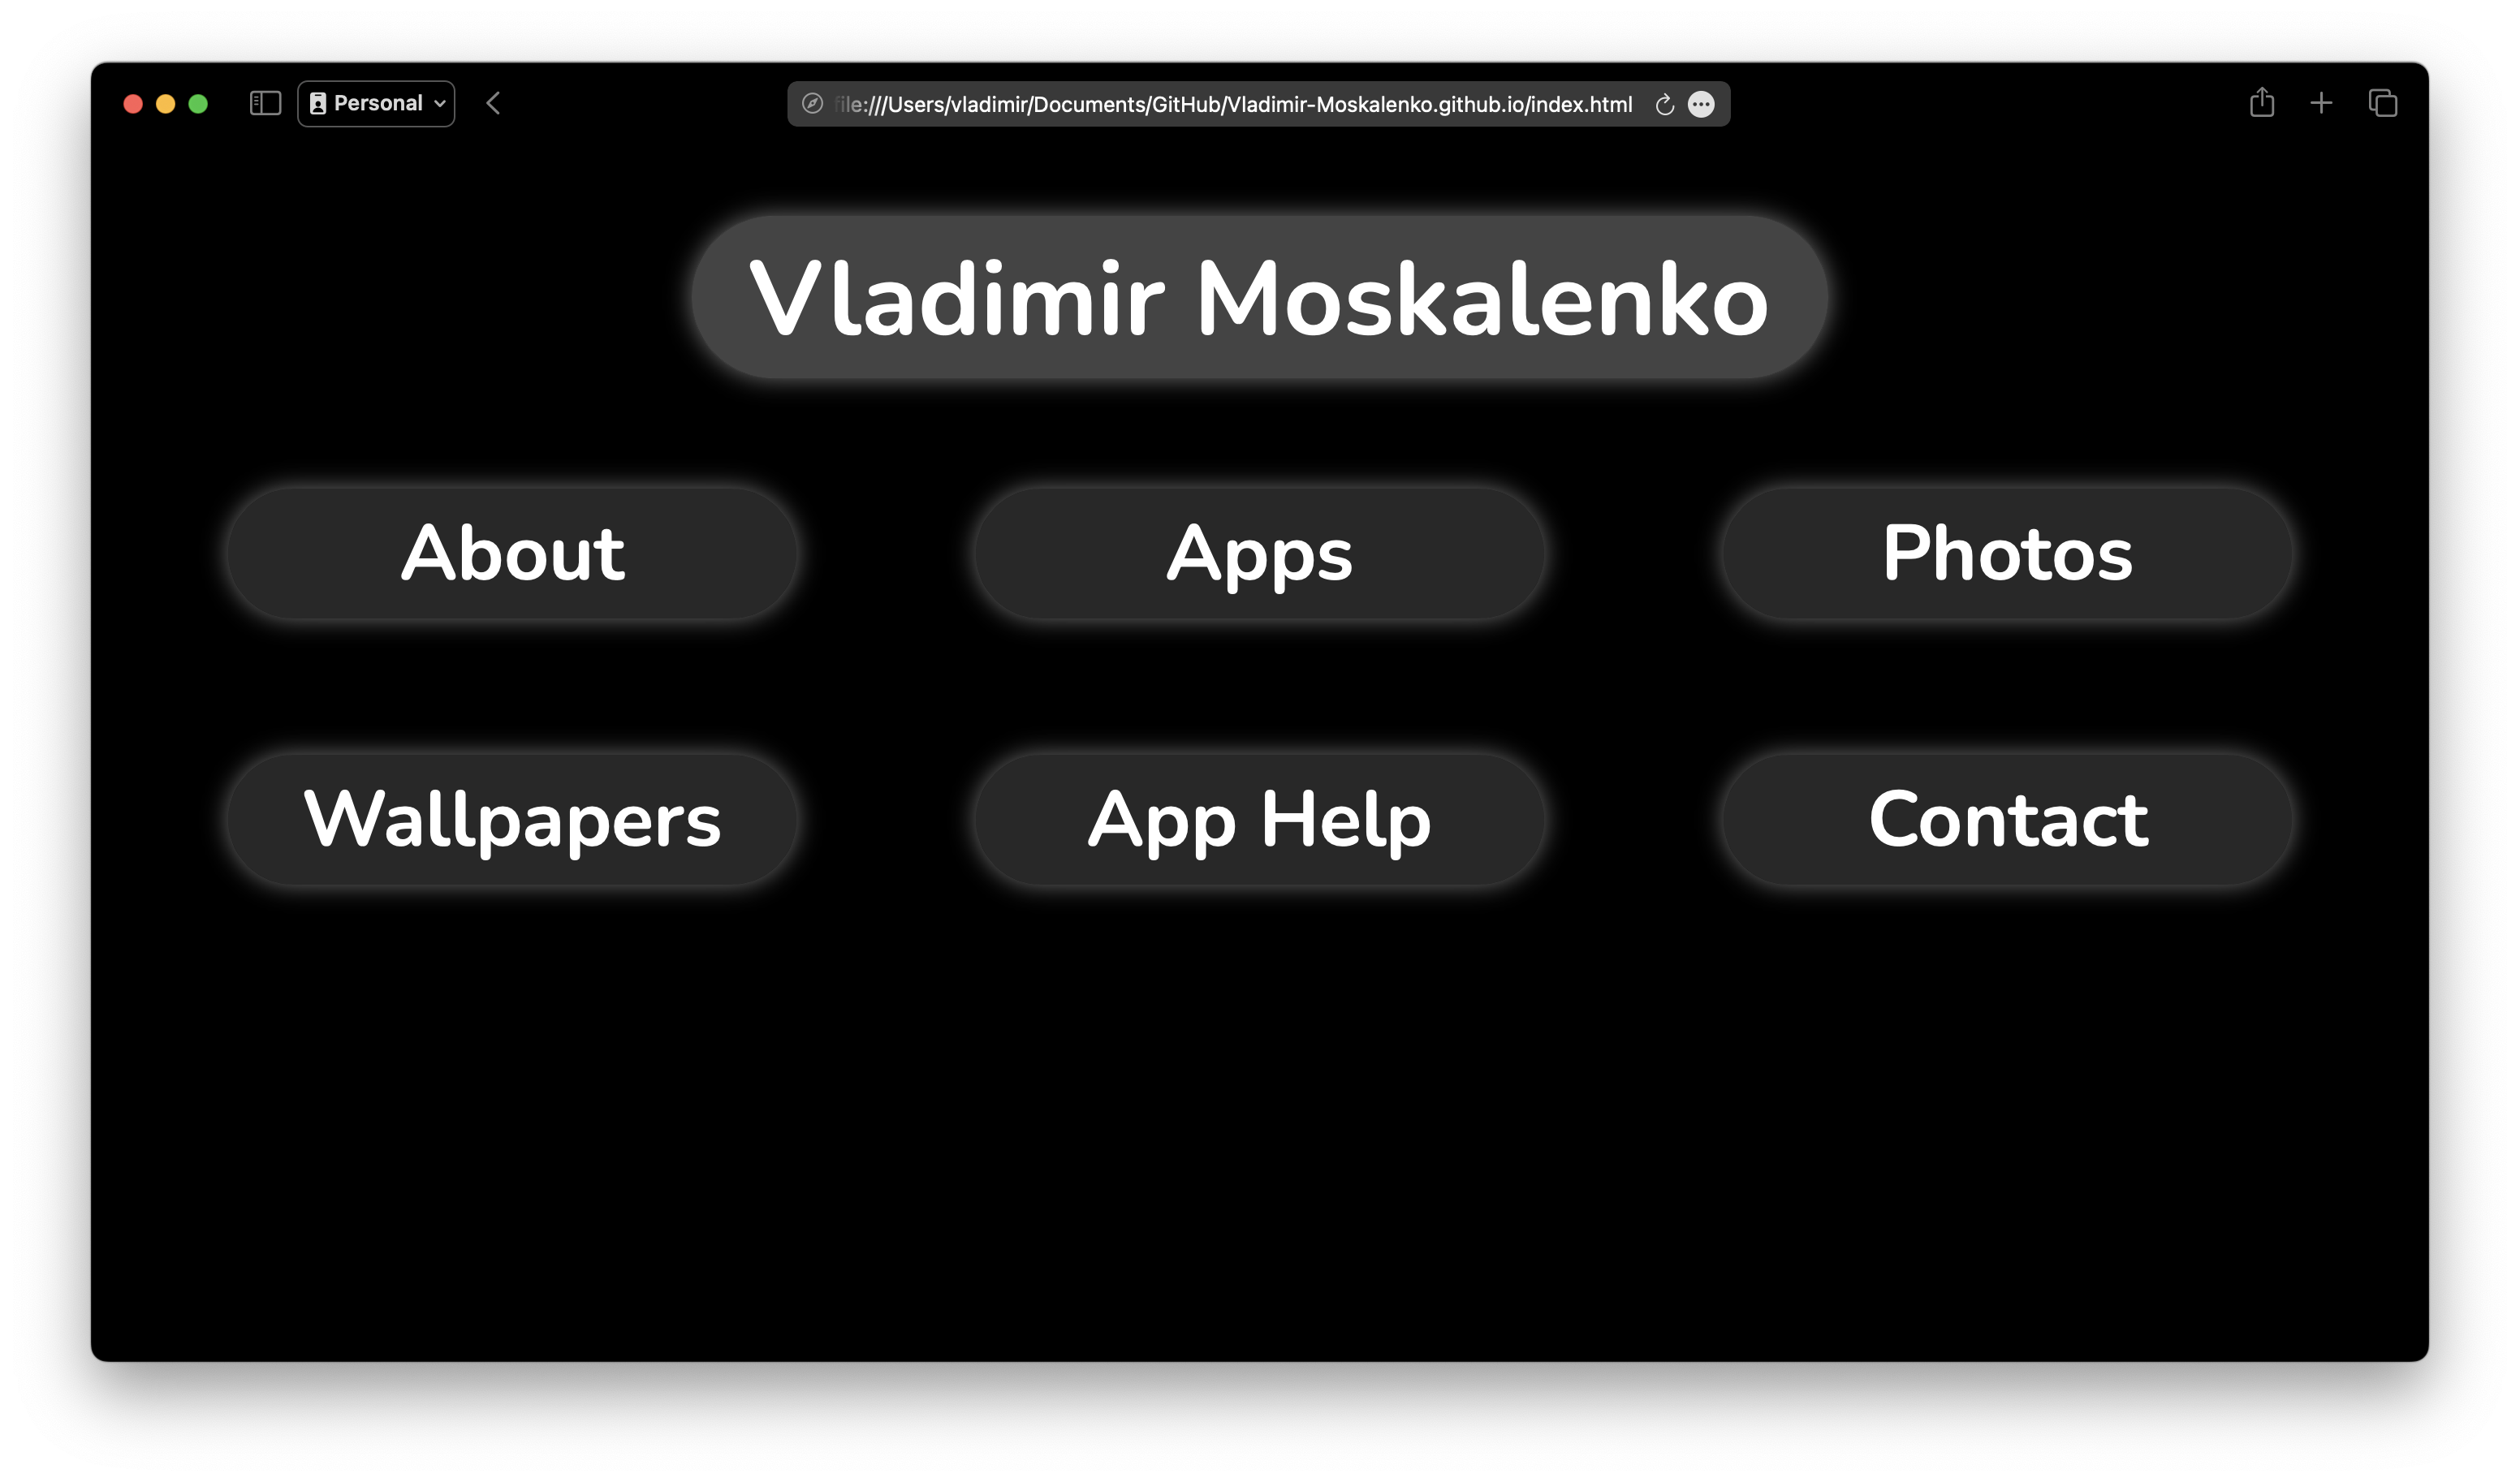 Personal
file:///Users/vladimir/Documents/GitHub/Vladimir-Moskalenko.github.io/index.html
Vladimir Moskalenko
About
Apps
Photos
Wallpapers
App Help
Contact